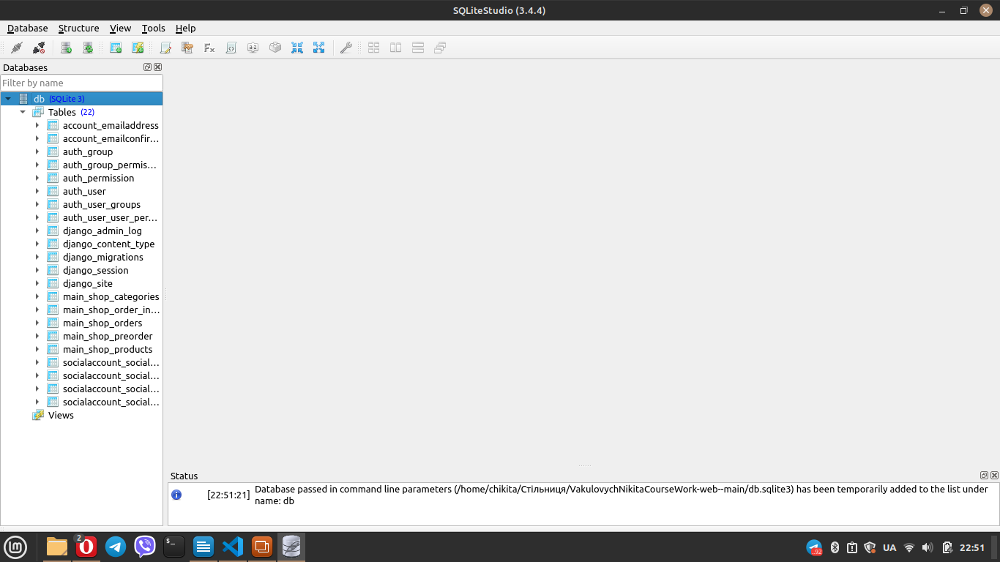 SQLiteStudio (3.4.4)
Database Structure View Tools Help
Databases
Filter by name
db (SQLite 3)
Tables (22)
account_emailaddress
account_emailconfir...
auth_group
auth_group_permis...
auth_permission
auth_user
auth_user_groups
auth_user_user_per...
django_admin_log
django_content_type
django_migrations
django_session
django_site
main_shop_categories
main_shop_order_in...
main_shop_orders
main_shop_preorder
main_shop_products
socialaccount_social...
socialaccount_social...
socialaccount_social...
socialaccount_social...
Views
Status
[22:51:21] Database passed in command line parameters (/home/chikita/Стільниця/VakulovychNikitaCourseWork-web--main/db.sqlite3) has been temporarily added to the list under
name: db
2
92
UA
22:51